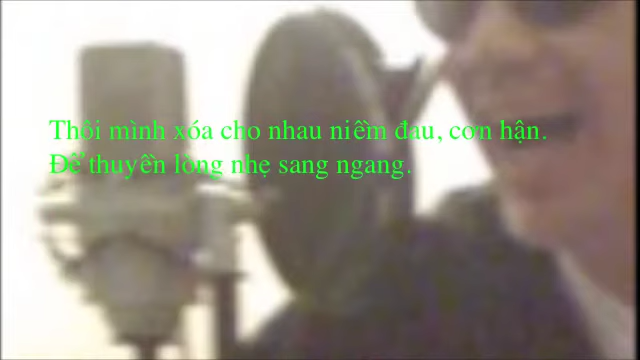 Thôi mình xóa cho nhau niềm đau, cơn hận.
Để thuyền lòng nhẹ sang ngang.